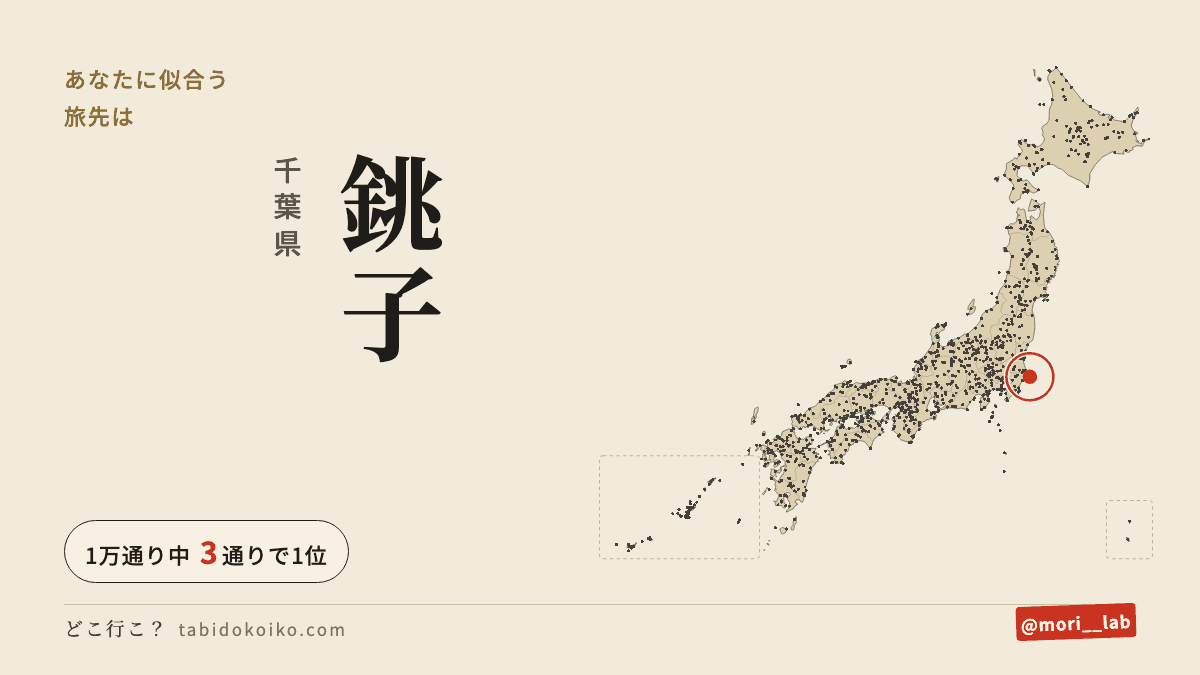 あなたに似合う
旅先は
銚子
千葉県
1万通り中 3通りで1位
どこ行こ? tabidokoiko.com
@mori__lab